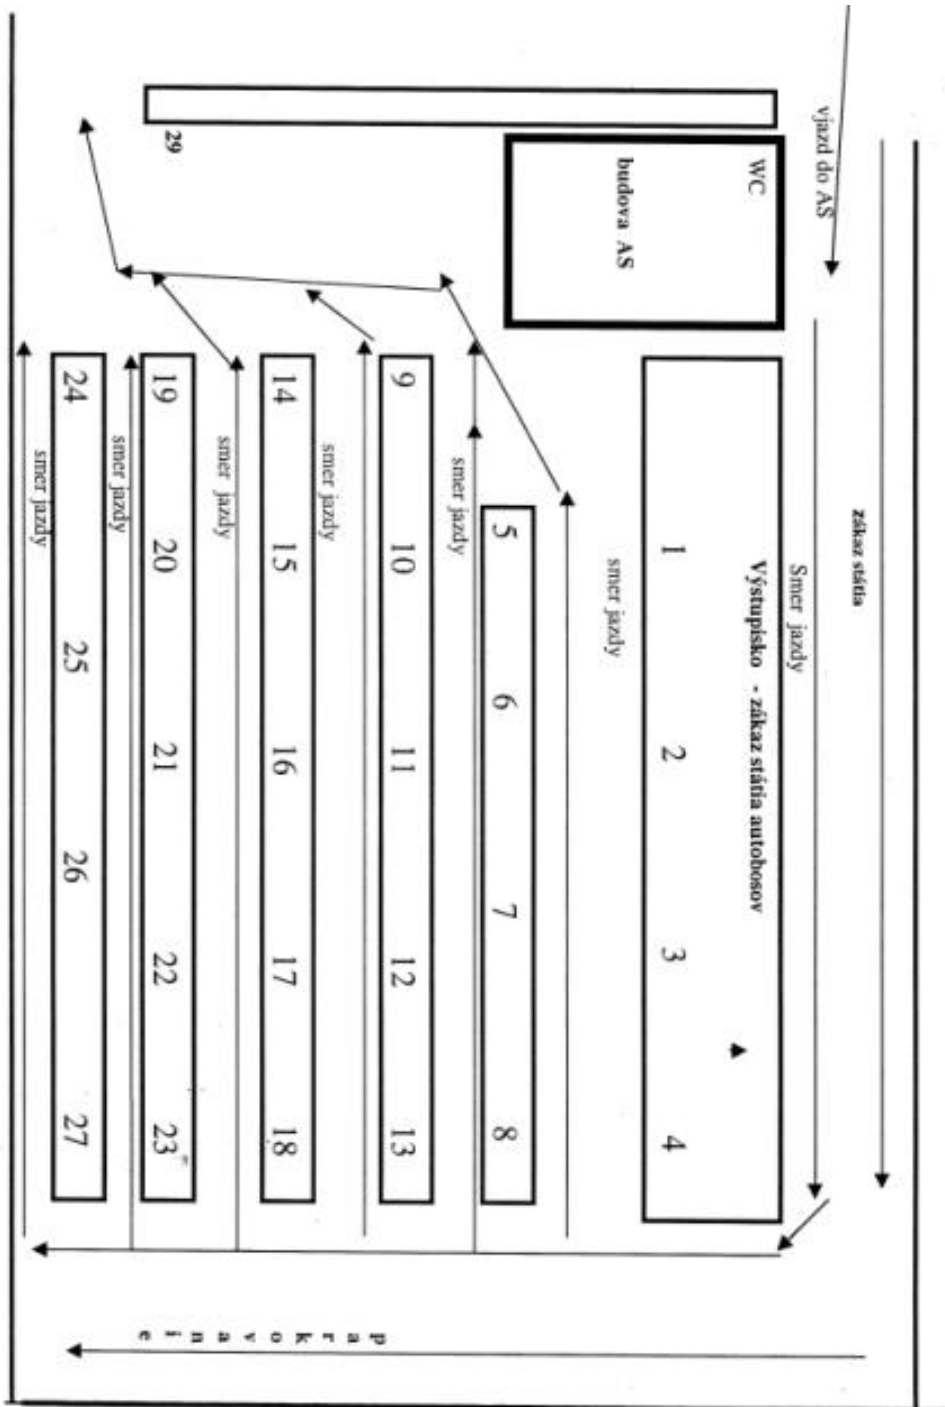 zákaz státia
vjazd do AS
Smer jazdy
WC
Výstupisko - zákaz státia autobosov
budova AS
1 2 3 4
smer jazdy
5 6 7 8
smer jazdy
9 10 11 12 13
smer jazdy
14 15 16 17 18
smer jazdy
29
19 20 21 22 23
smer jazdy
24 25 26 27
smer jazdy
parkovanie